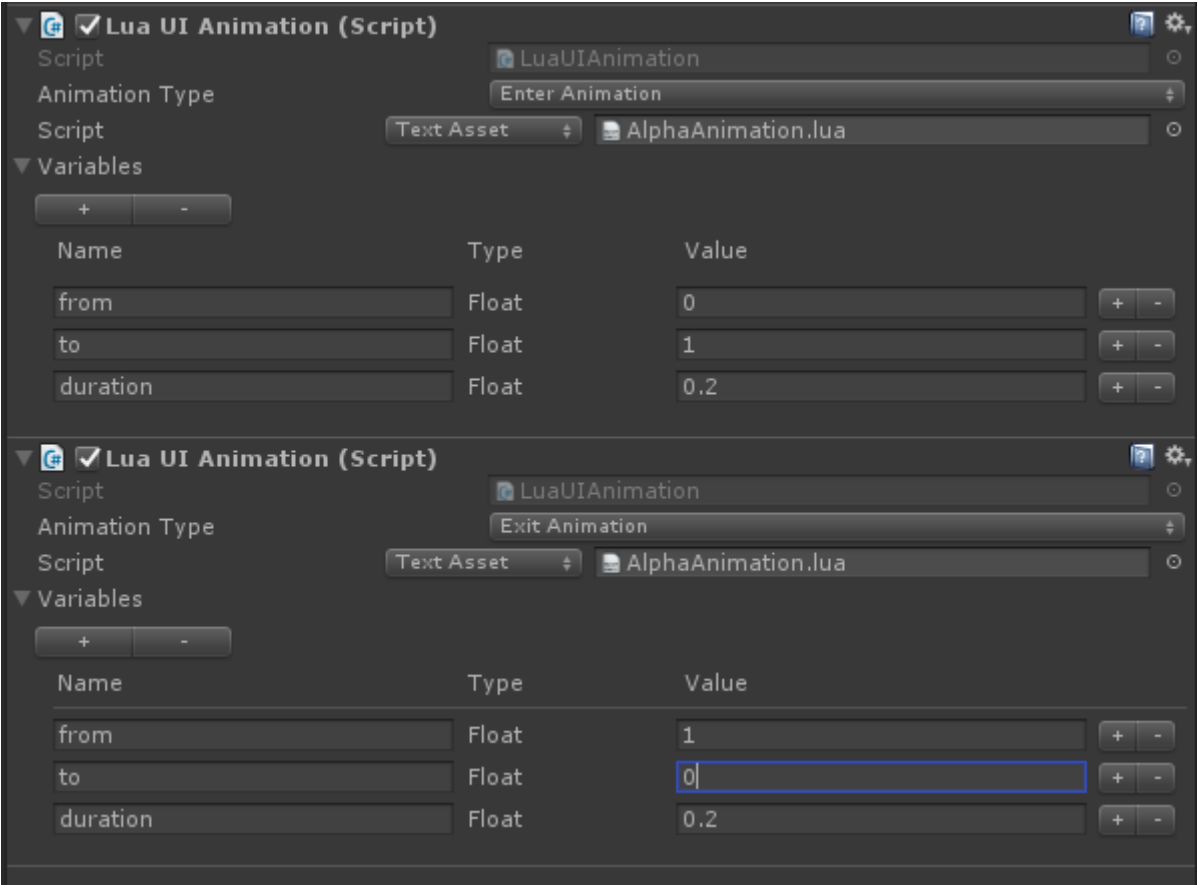 Lua UI Animation (Script)
Script LuaUIAnimation
Animation Type Enter Animation
Script Text Asset AlphaAnimation.lua
Variables
+ -
Name Type Value
from Float 0 + -
to Float 1 + -
duration Float 0.2 + -
Lua UI Animation (Script)
Script LuaUIAnimation
Animation Type Exit Animation
Script Text Asset AlphaAnimation.lua
Variables
+ -
Name Type Value
from Float 1 + -
to Float 0 + -
duration Float 0.2 + -